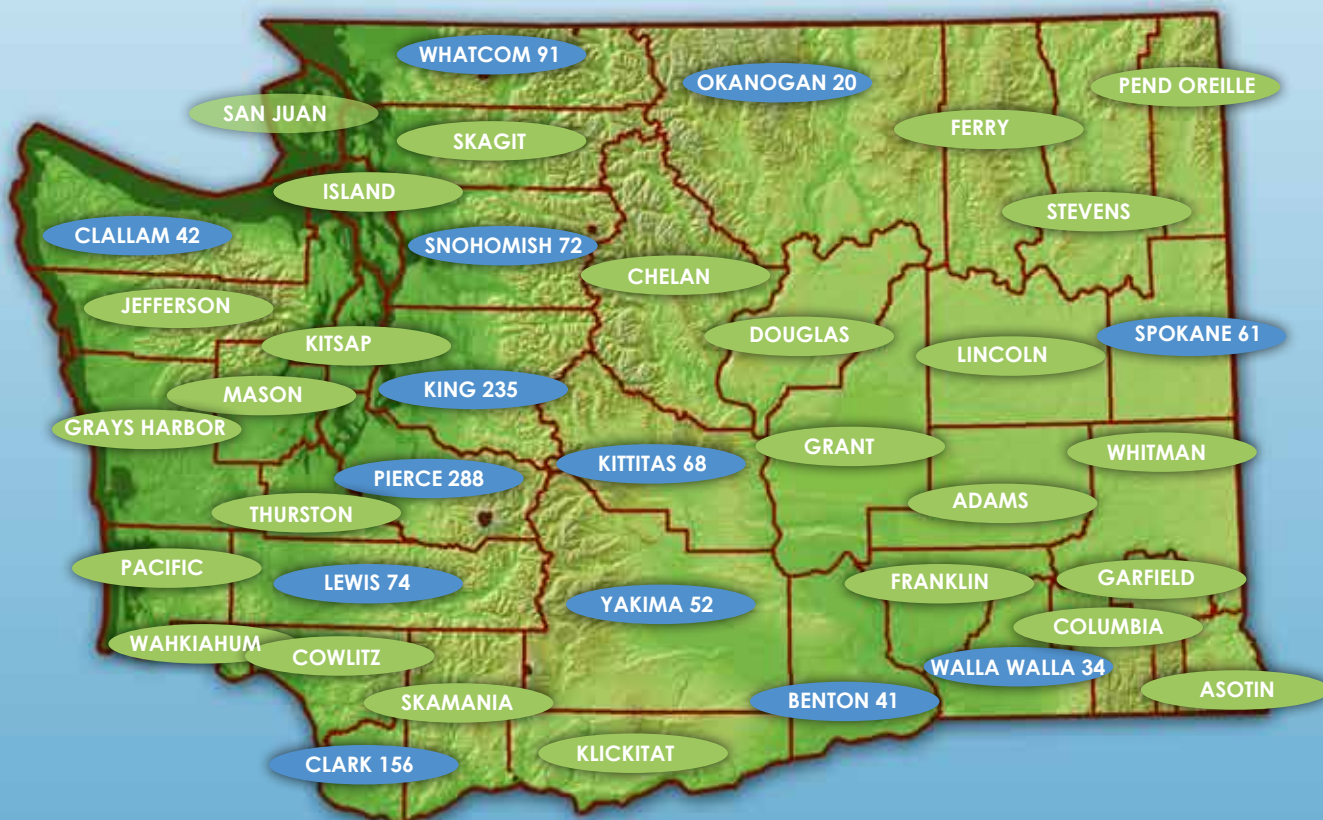 WHATCOM 91
OKANOGAN 20
PEND OREILLE
SAN JUAN
SKAGIT
FERRY
ISLAND
STEVENS
CLALLAM 42
SNOHOMISH 72
CHELAN
JEFFERSON
KITSAP
DOUGLAS
LINCOLN
SPOKANE 61
MASON
KING 235
GRAYS HARBOR
PIERCE 288
KITTITAS 68
GRANT
WHITMAN
THURSTON
ADAMS
PACIFIC
LEWIS 74
YAKIMA 52
FRANKLIN
GARFIELD
WAHKIAHUM
COWLITZ
COLUMBIA
WALLA WALLA 34
SKAMANIA
BENTON 41
ASOTIN
CLARK 156
KLICKITAT